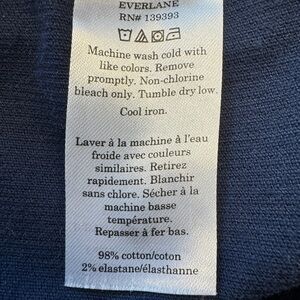 EVERLANE
RN# 139393
Machine wash cold with
like colors. Remove
promptly. Non-chlorine
bleach only. Tumble dry low.
Cool iron.
Laver à la machine à l'eau
froide avec couleurs
similaires. Retirez
rapidement. Blanchir
sans chlore. Sécher à la
machine basse
température.
Repasser à fer bas.
98% cotton/coton
2% elastane/élasthanne